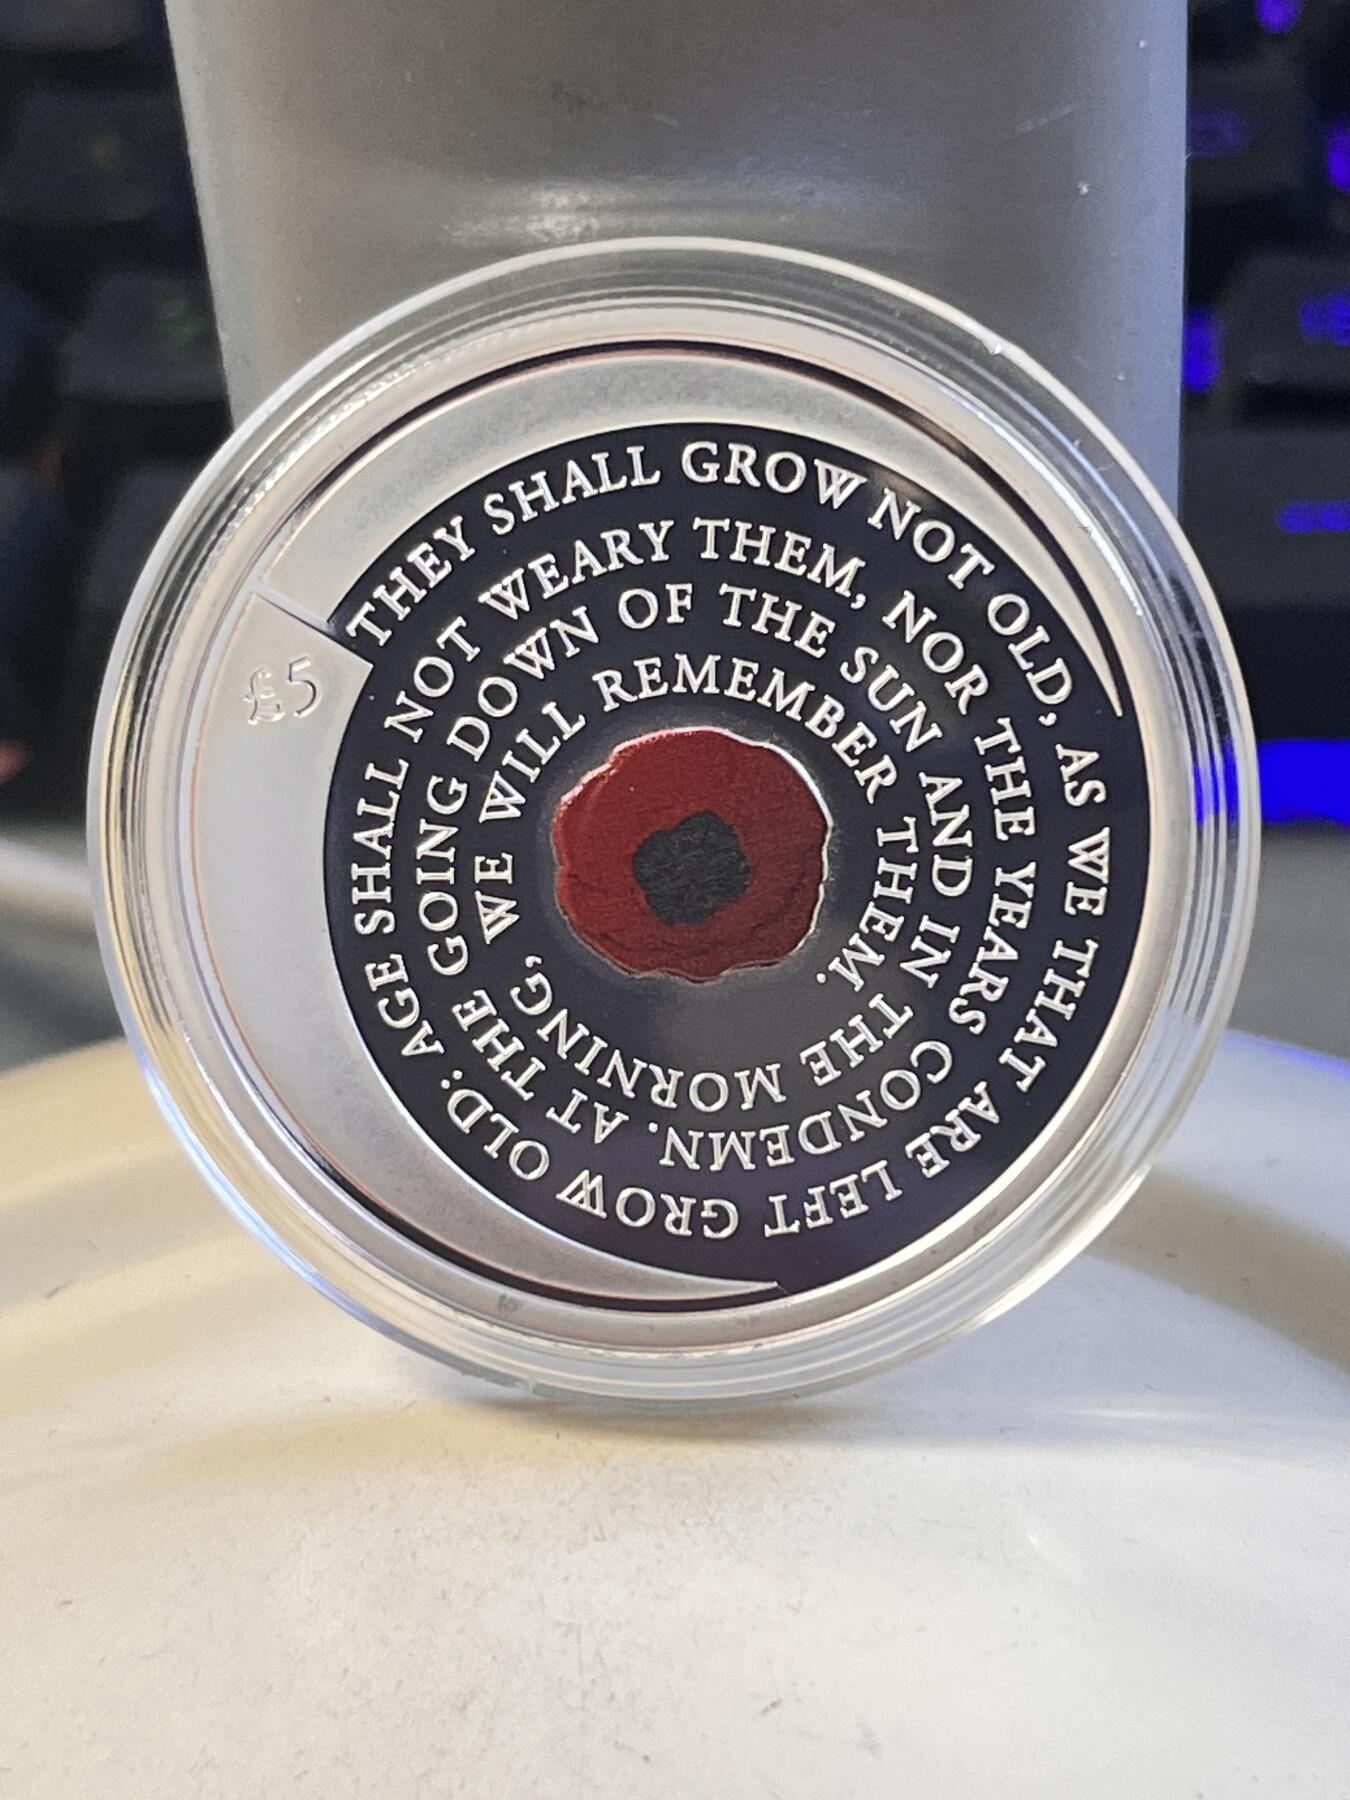 THEY SHALL GROW NOT OLD, AS WE THAT ARE LEFT GROW OLD: AGE SHALL NOT WEARY THEM, NOR THE YEARS CONDEMN. AT THE GOING DOWN OF THE SUN AND IN THE MORNING, WE WILL REMEMBER THEM.
£5